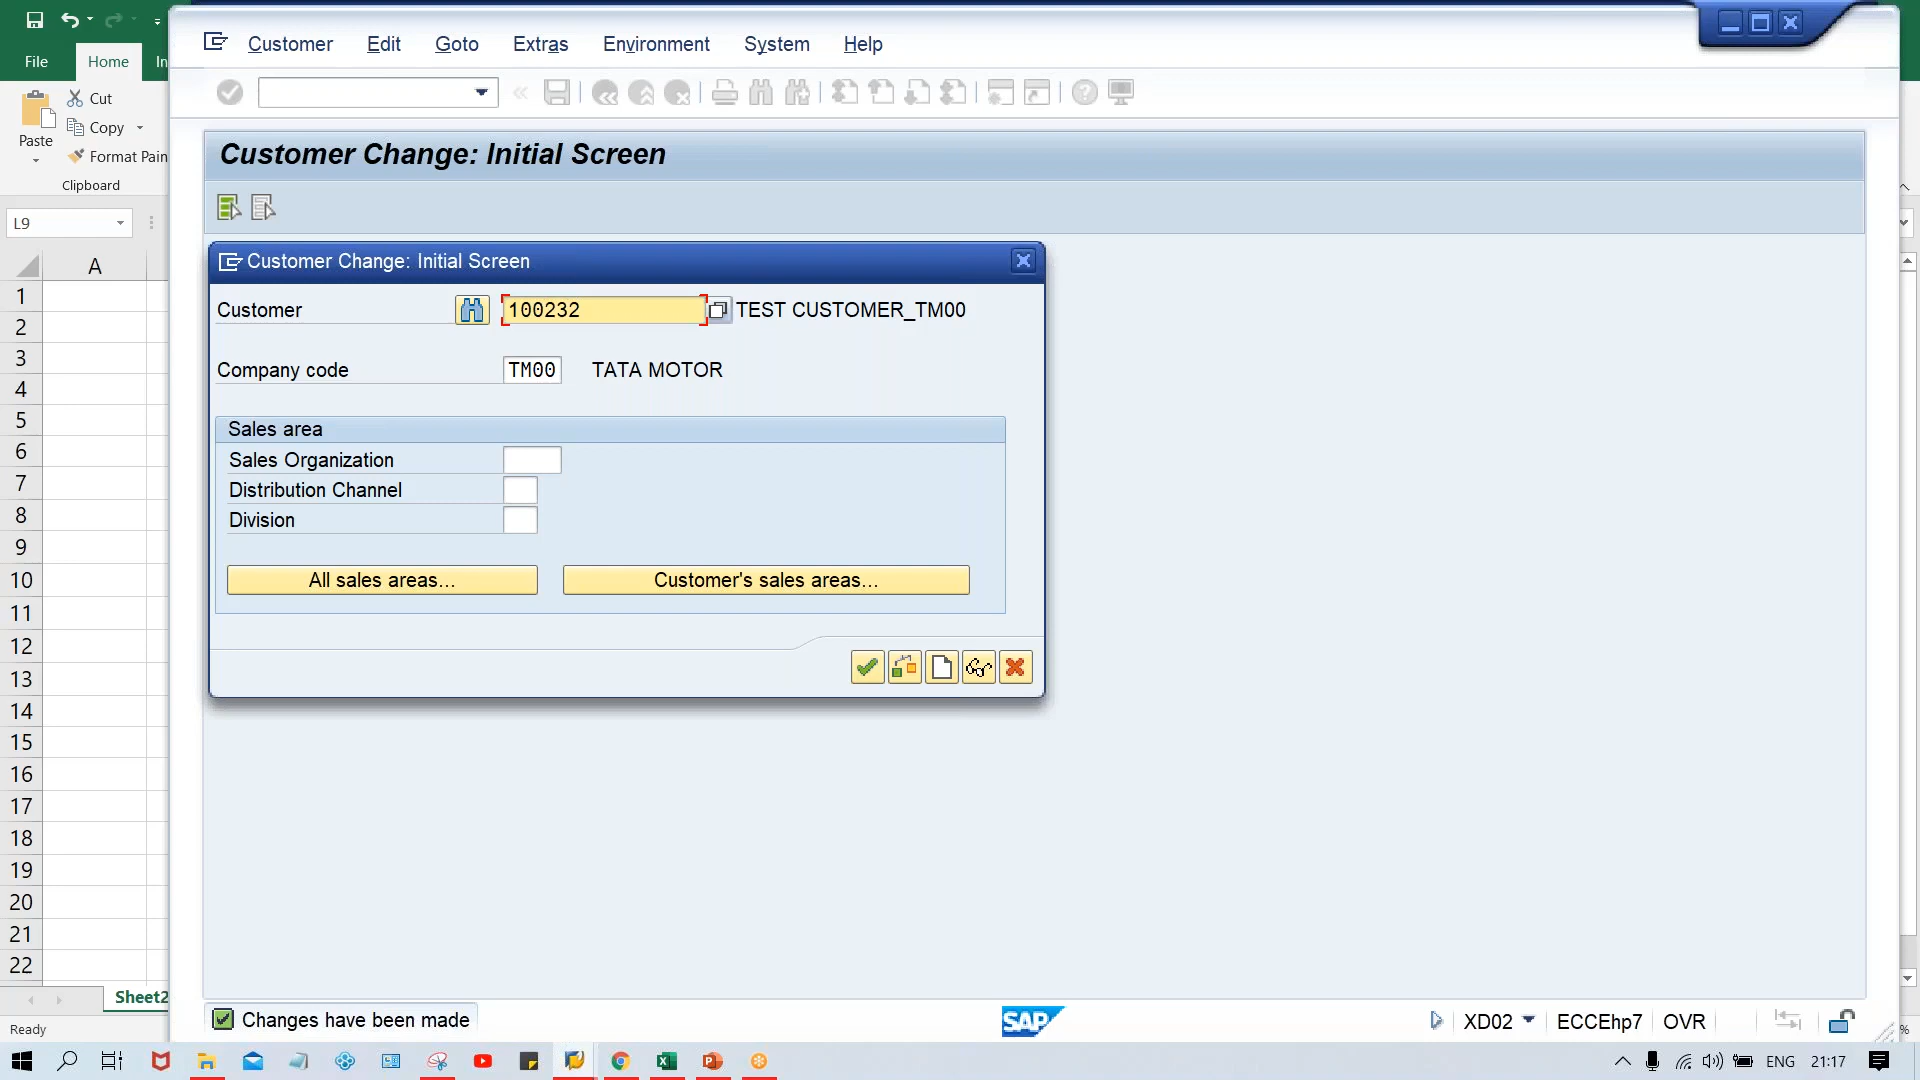 Customer Edit Goto Extras Environment System Help
File Home In
Cut
Copy
Paste
Format Pain
Clipboard
Customer Change: Initial Screen
L9
A
Customer Change: Initial Screen
Customer 100232 TEST CUSTOMER_TM00
Company code TM00 TATA MOTOR
Sales area
Sales Organization
Distribution Channel
Division
All sales areas... Customer's sales areas...
1
2
3
4
5
6
7
8
9
10
11
12
13
14
15
16
17
18
19
20
21
22
Sheet2
Changes have been made
SAP
XD02 ECCEhp7 OVR
Ready
%
ENG 21:17